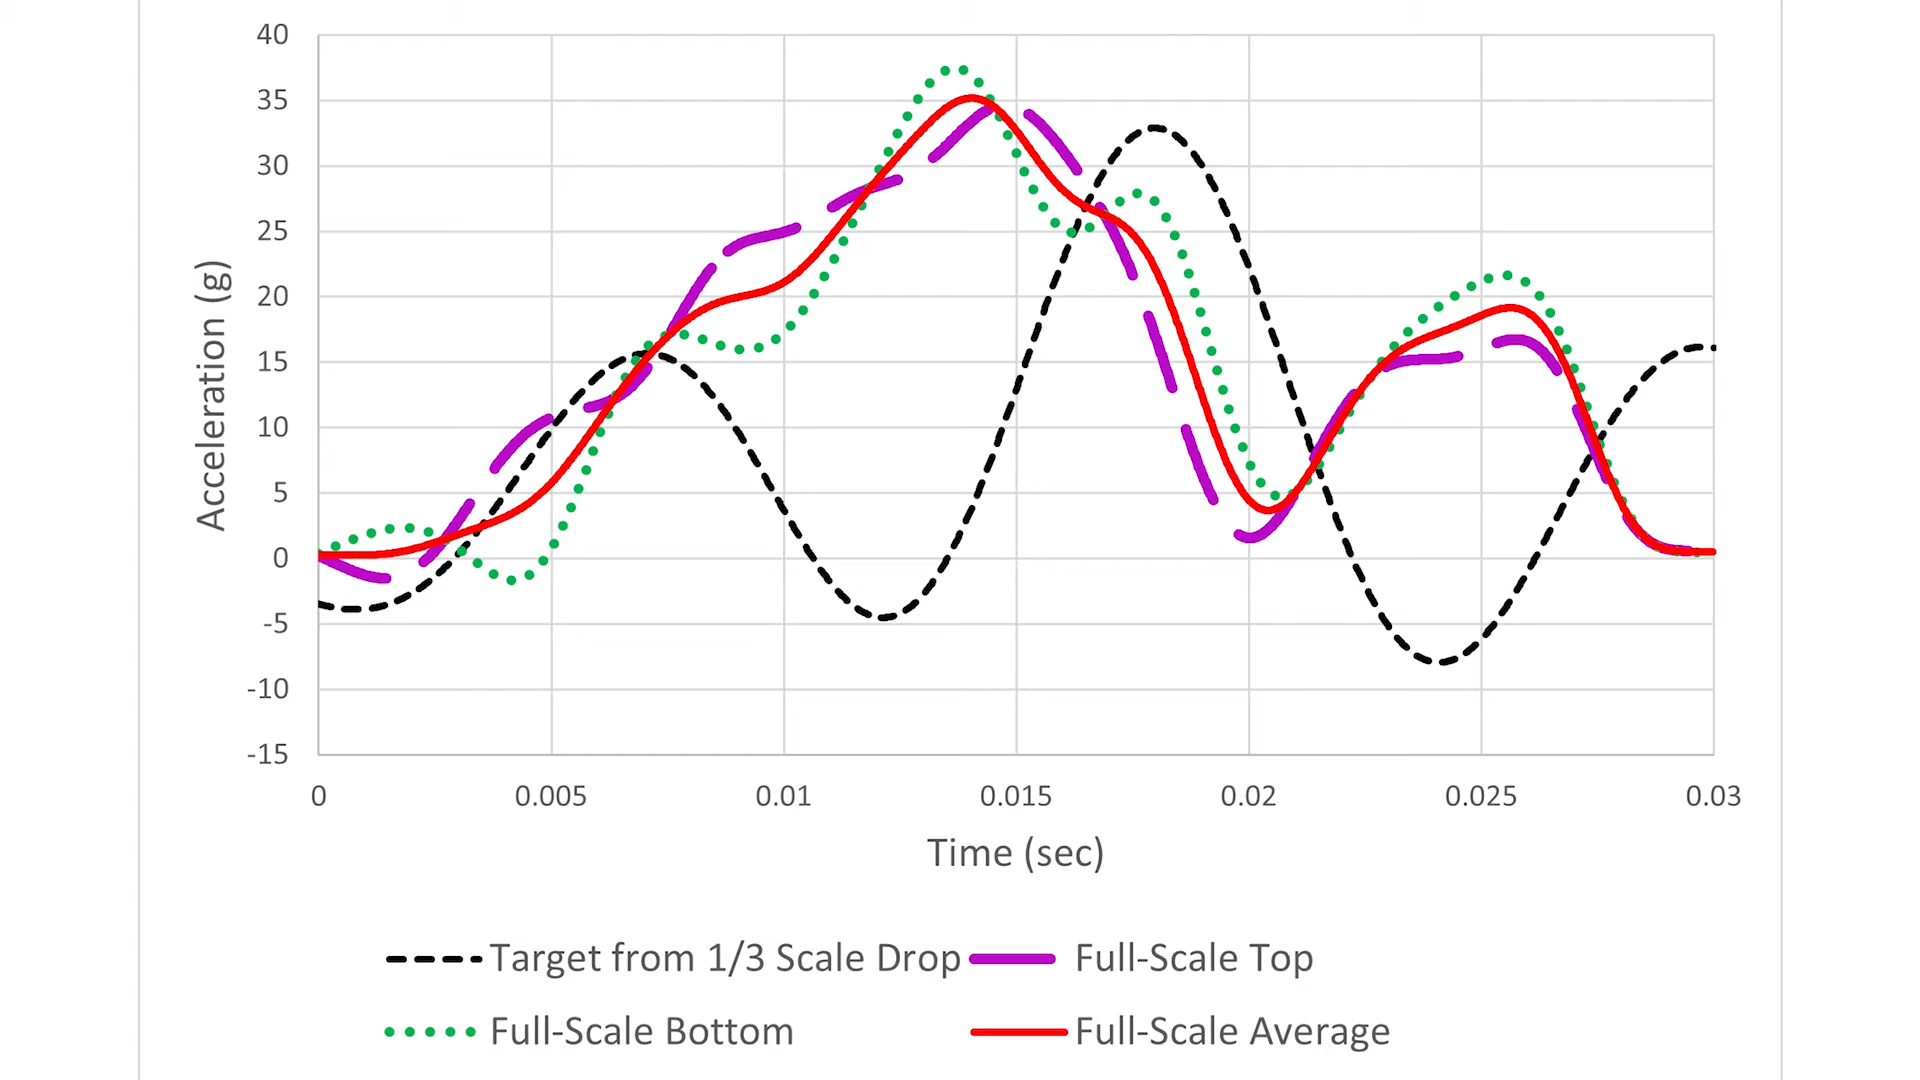 40
35
30
25
20
15
10
5
0
-5
-10
-15
Acceleration (g)
0 0.005 0.01 0.015 0.02 0.025 0.03
Time (sec)
Target from 1/3 Scale Drop Full-Scale Top
Full-Scale Bottom Full-Scale Average